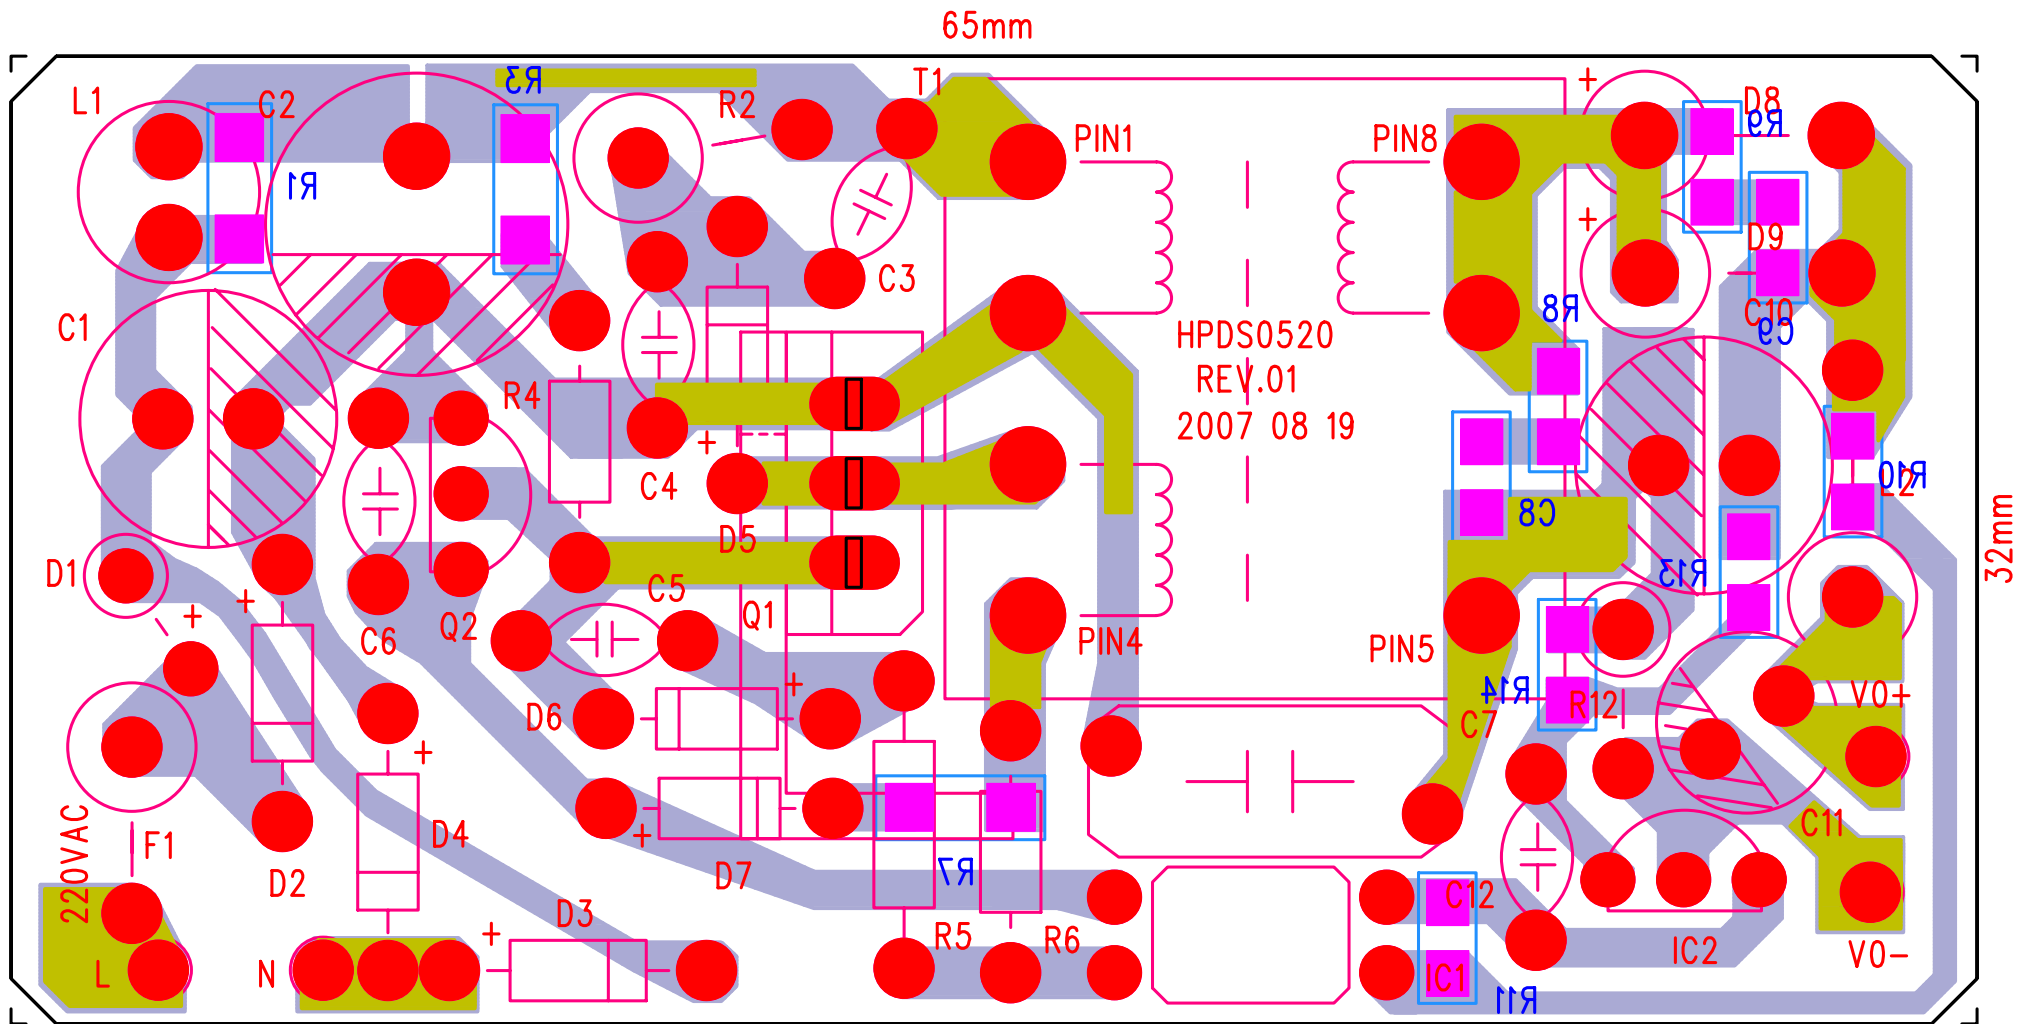 65mm
L1
C2
R3
R2
T1
D8
R9
PIN1
PIN8
R1
D9
C3
C10
C9
R8
C1
HPDS0520
REV.01
2007 08 19
R4
+
+
+
C4
R10
L2
C8
D5
32mm
D1
R13
C5
+
+
Q1
Q2
C6
PIN4
PIN5
+
D6
R14
R12
V0+
C7
+
220VAC
F1
D4
+
C11
D2
D7
R7
C12
D3
+
R5
R6
IC2
V0-
L
N
IC1
R11